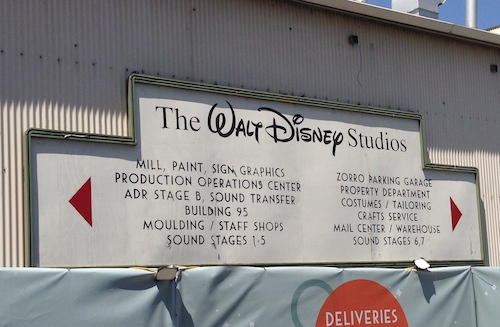 The Walt Disney Studios
MILL, PAINT, SIGN, GRAPHICS
PRODUCTION OPERATIONS CENTER
ADR STAGE B, SOUND TRANSFER
BUILDING 95
MOULDING / STAFF SHOPS
SOUND STAGES 1-5
ZORRO PARKING GARAGE
PROPERTY DEPARTMENT
COSTUMES / TAILORING
CRAFTS SERVICE
MAIL CENTER / WAREHOUSE
SOUND STAGES 6,7
DELIVERIES